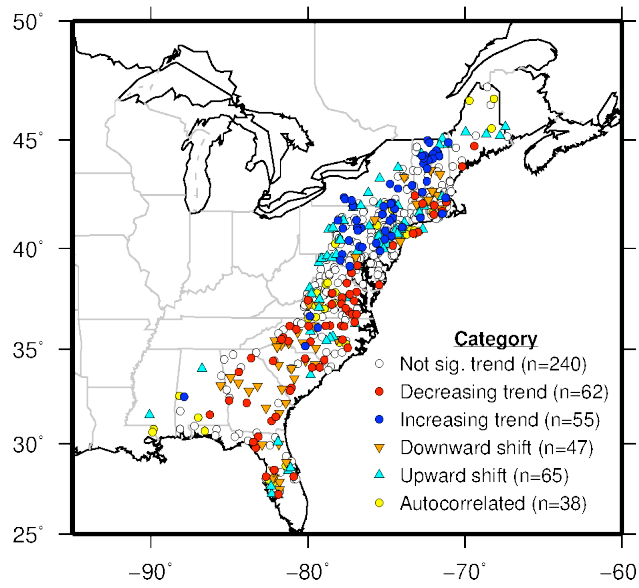 50˚
45˚
40˚
35˚
30˚
25˚
−90˚
−80˚
−70˚
−60
Category
Not sig. trend (n=240)
Decreasing trend (n=62)
Increasing trend (n=55)
Downward shift (n=47)
Upward shift (n=65)
Autocorrelated (n=38)